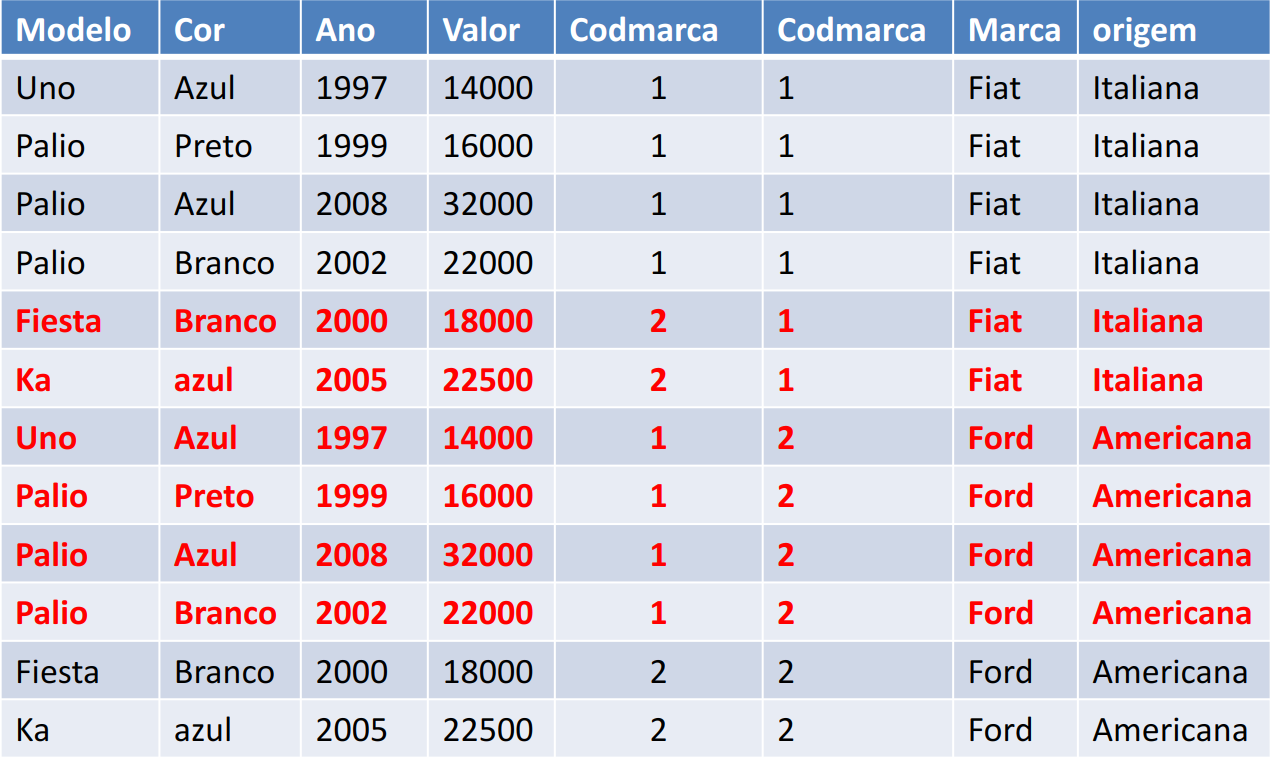 Modelo Cor Ano Valor Codmarca Codmarca Marca origem
Uno Azul 1997 14000 1 1 Fiat Italiana
Palio Preto 1999 16000 1 1 Fiat Italiana
Palio Azul 2008 32000 1 1 Fiat Italiana
Palio Branco 2002 22000 1 1 Fiat Italiana
Fiesta Branco 2000 18000 2 1 Fiat Italiana
Ka azul 2005 22500 2 1 Fiat Italiana
Uno Azul 1997 14000 1 2 Ford Americana
Palio Preto 1999 16000 1 2 Ford Americana
Palio Azul 2008 32000 1 2 Ford Americana
Palio Branco 2002 22000 1 2 Ford Americana
Fiesta Branco 2000 18000 2 2 Ford Americana
Ka azul 2005 22500 2 2 Ford Americana